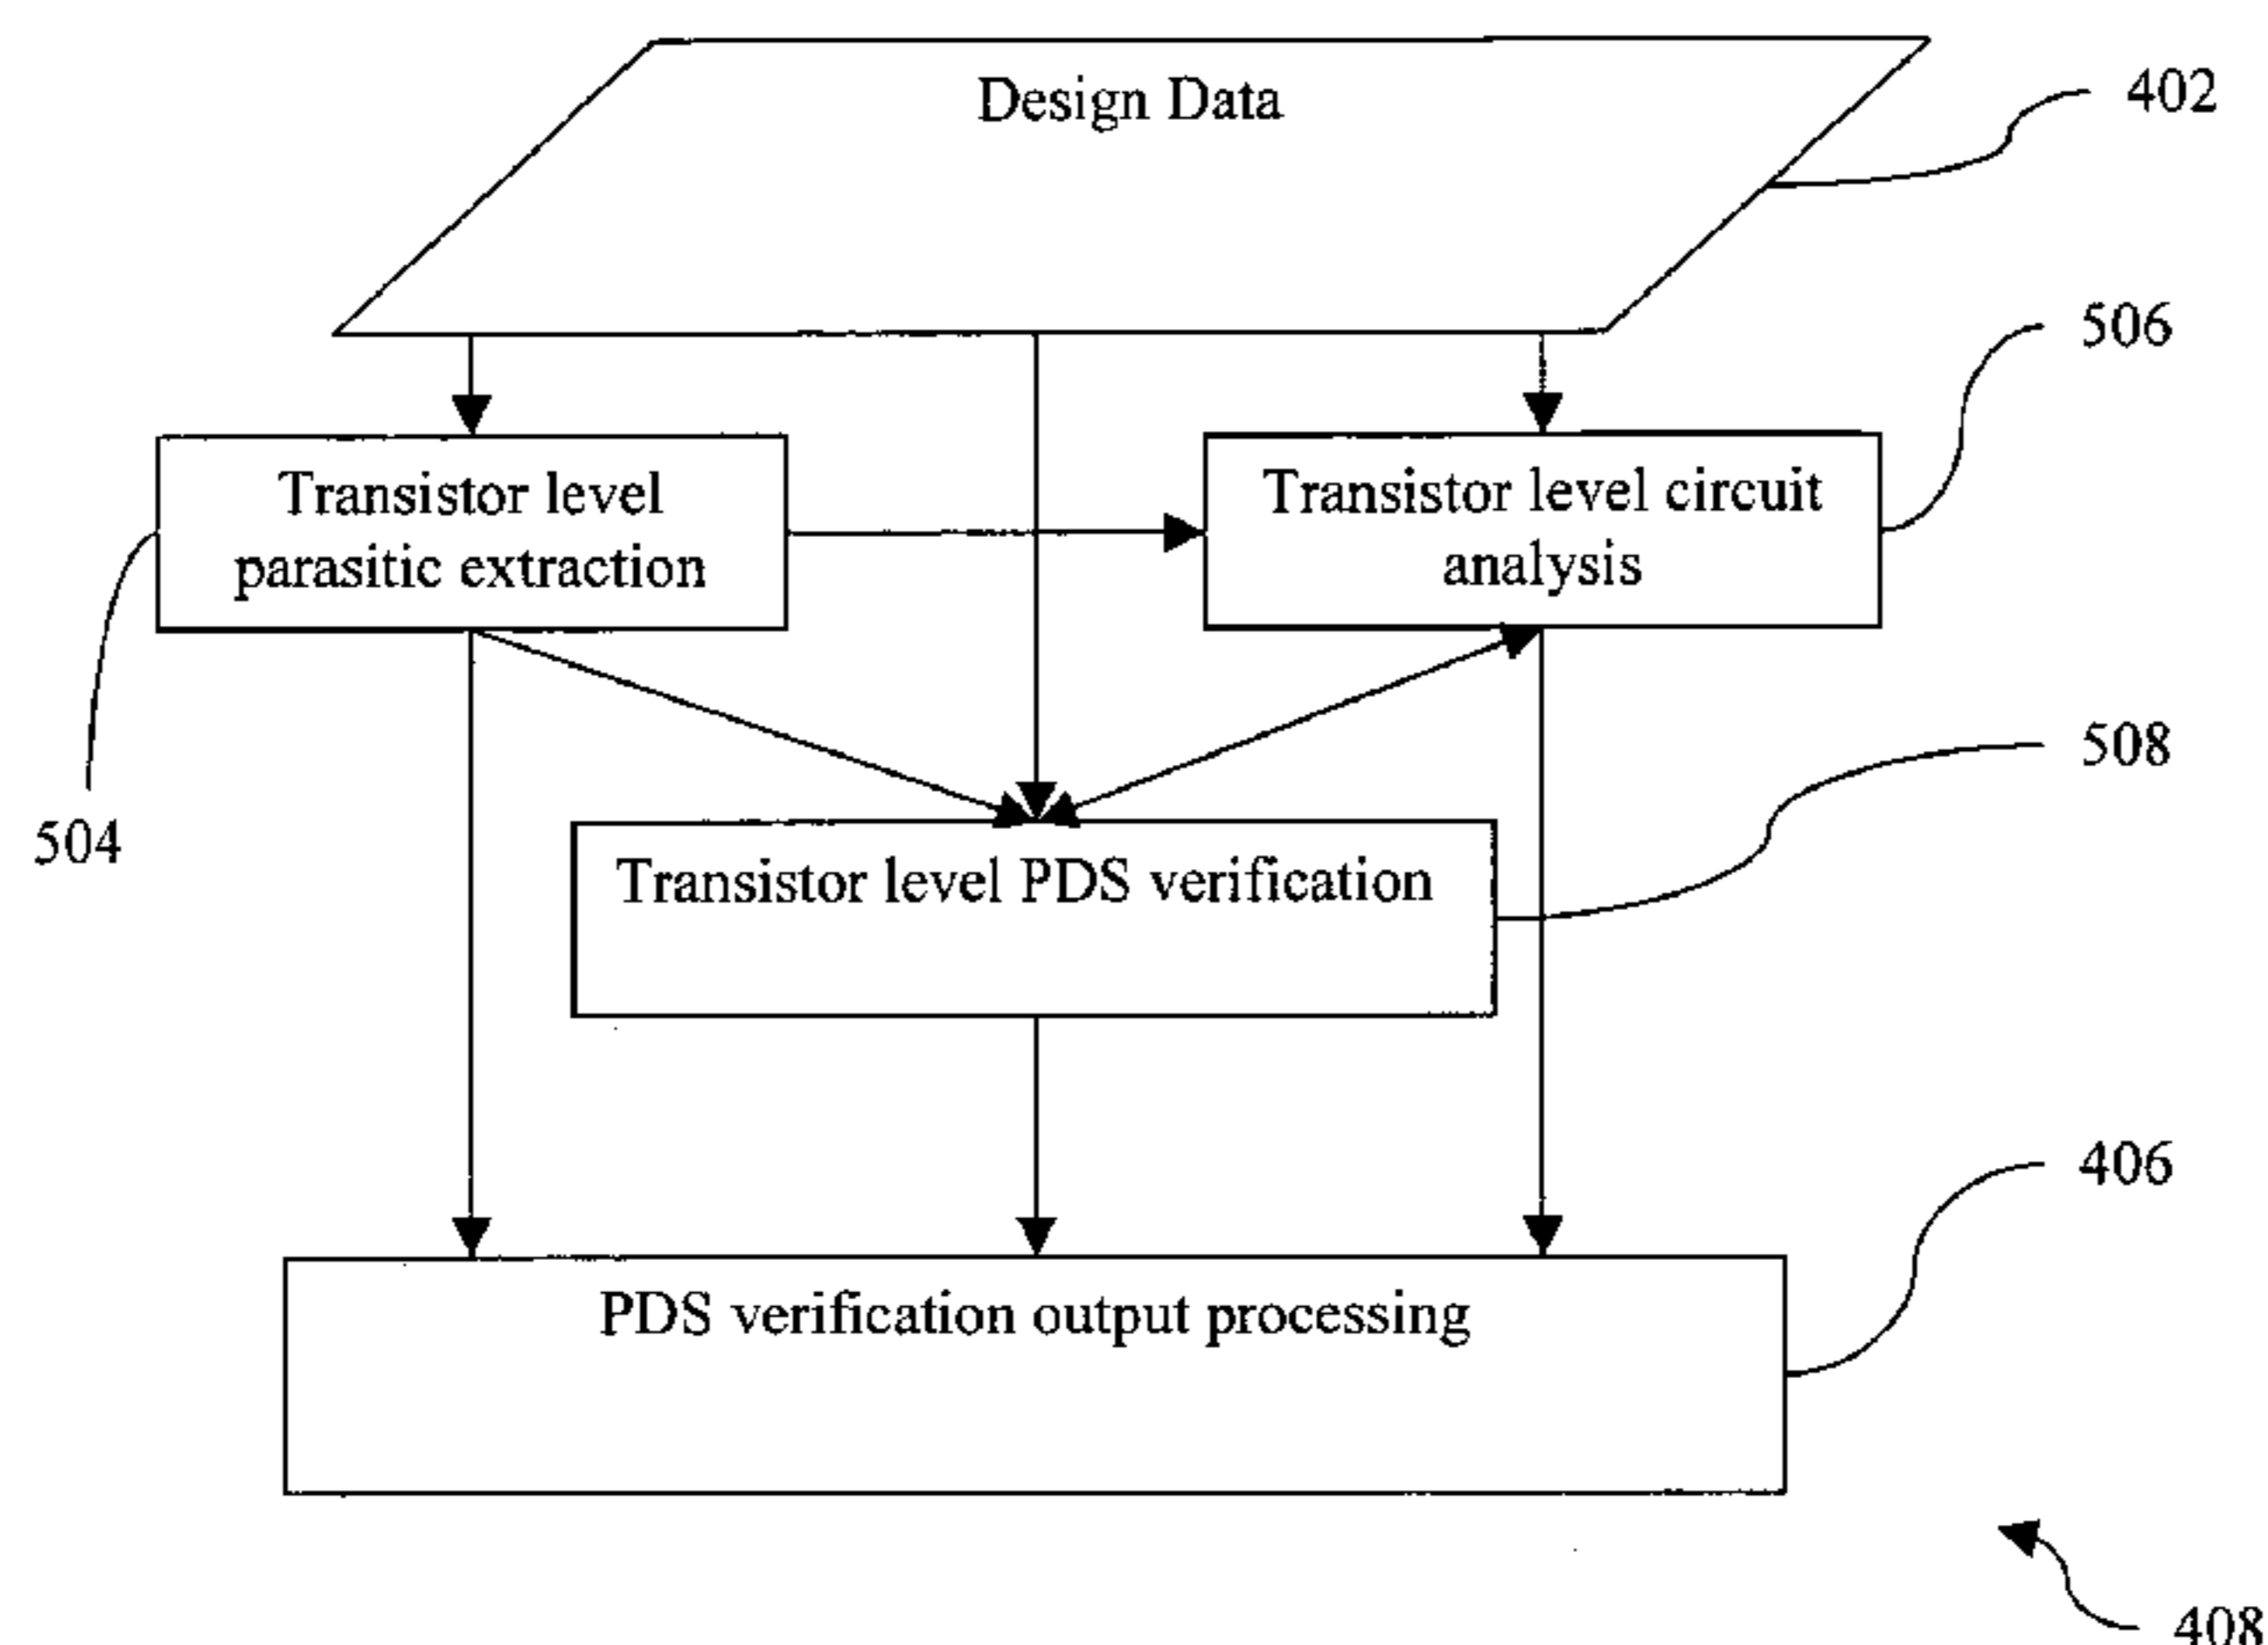 Design Data
402
506
Transistor level
parasitic extraction
Transistor level circuit
analysis
504
508
Transistor level PDS verification
406
PDS verification output processing
408